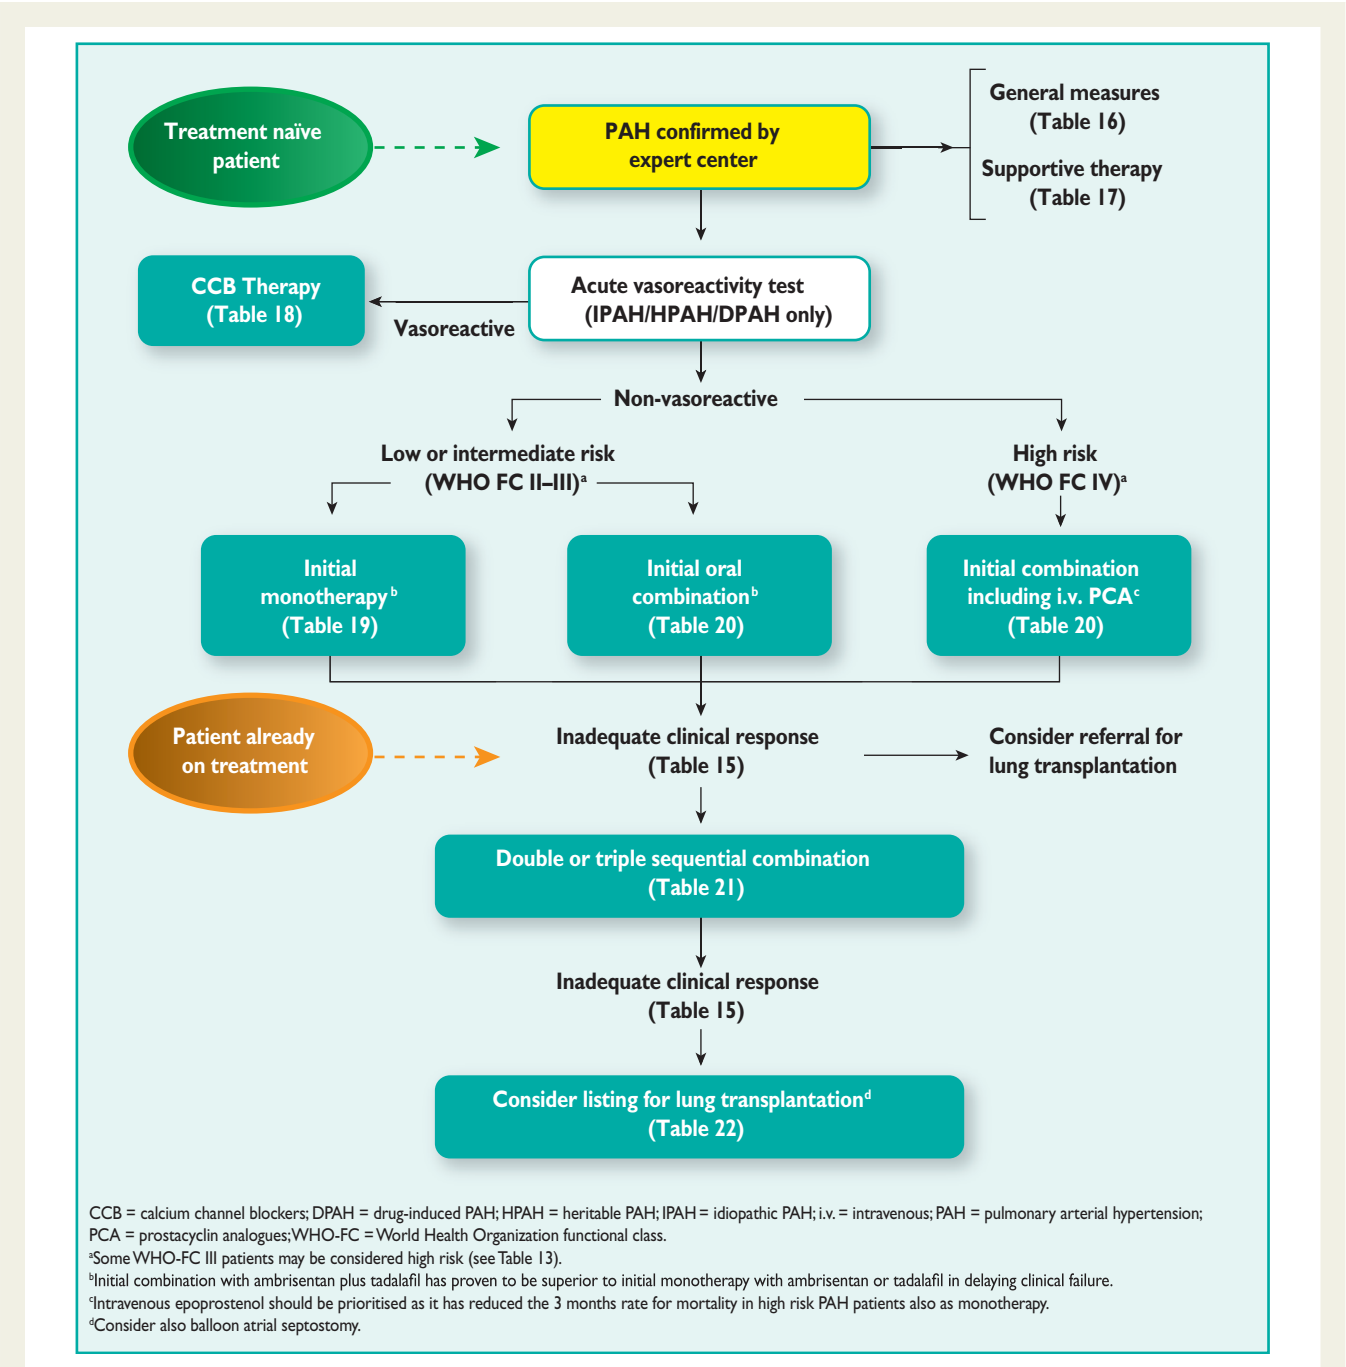 Treatment naïve
patient
PAH confirmed by
expert center
General measures
(Table 16)
Supportive therapy
(Table 17)
CCB Therapy
(Table 18)
Vasoreactive
Acute vasoreactivity test
(IPAH/HPAH/DPAH only)
Non-vasoreactive
Low or intermediate risk
(WHO FC II–III)ᵃ
High risk
(WHO FC IV)ᵃ
Initial
monotherapyᵇ
(Table 19)
Initial oral
combinationᵇ
(Table 20)
Initial combination
including i.v. PCAᶜ
(Table 20)
Patient already
on treatment
Inadequate clinical response
(Table 15)
Consider referral for
lung transplantation
Double or triple sequential combination
(Table 21)
Inadequate clinical response
(Table 15)
Consider listing for lung transplantationᵈ
(Table 22)
CCB = calcium channel blockers; DPAH = drug-induced PAH; HPAH = heritable PAH; IPAH = idiopathic PAH; i.v. = intravenous; PAH = pulmonary arterial hypertension;
PCA = prostacyclin analogues; WHO-FC = World Health Organization functional class.
ᵃSome WHO-FC III patients may be considered high risk (see Table 13).
ᵇInitial combination with ambrisentan plus tadalafil has proven to be superior to initial monotherapy with ambrisentan or tadalafil in delaying clinical failure.
ᶜIntravenous epoprostenol should be prioritised as it has reduced the 3 months rate for mortality in high risk PAH patients also as monotherapy.
ᵈConsider also balloon atrial septostomy.